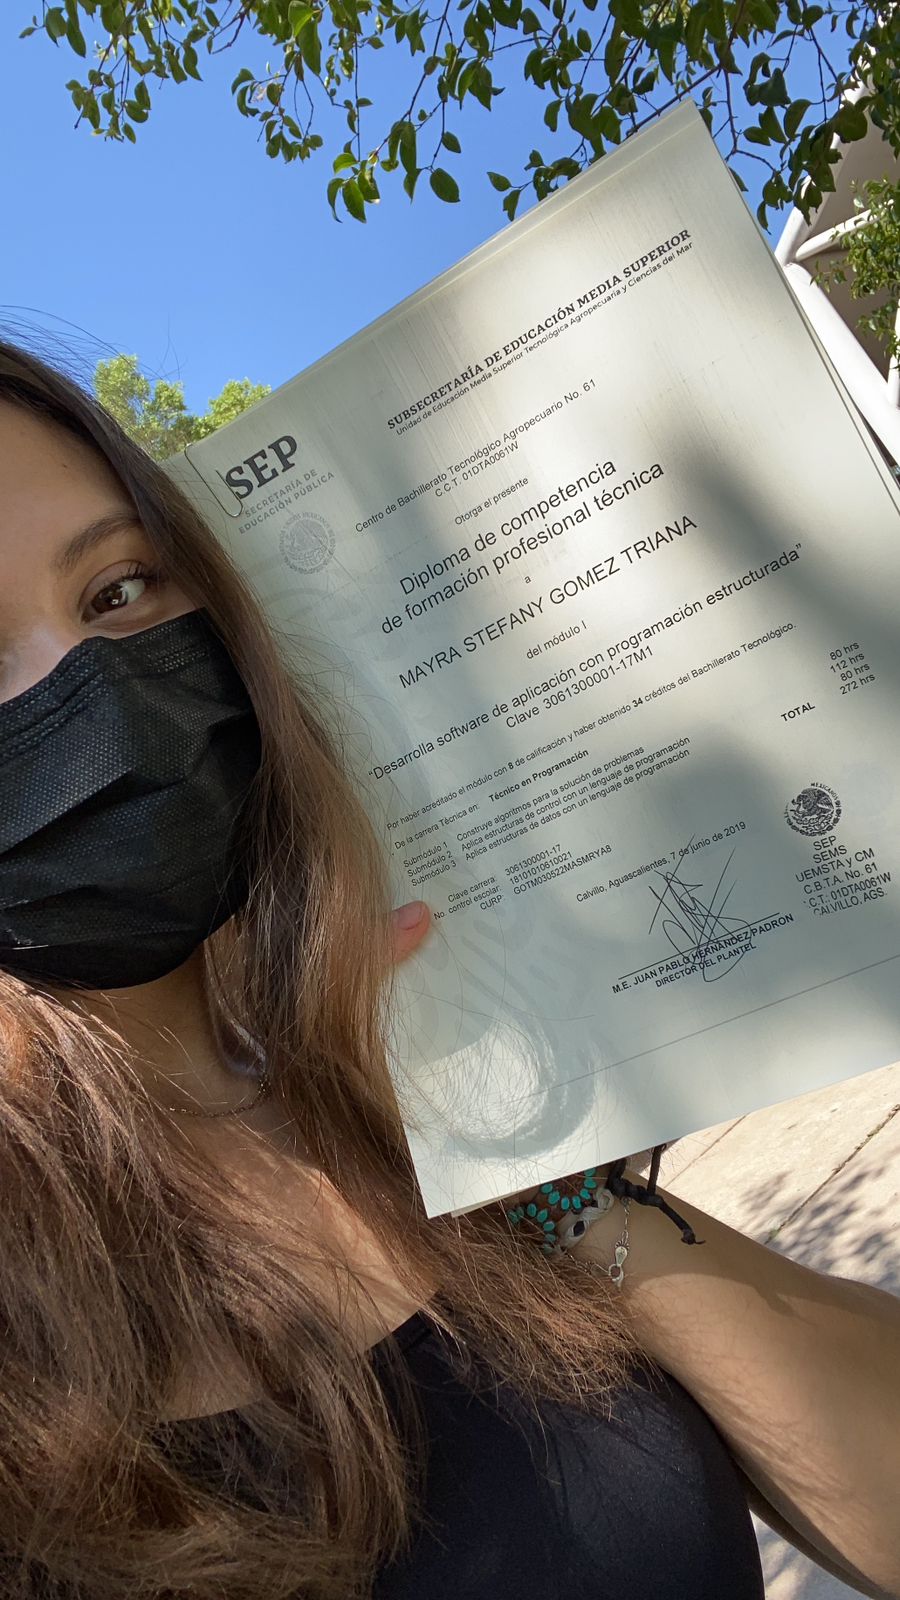 SUBSECRETARÍA DE EDUCACIÓN MEDIA SUPERIOR
Unidad de Educación Media Superior Tecnológica Agropecuaria y Ciencias del Mar
SEP
SECRETARÍA DE
EDUCACIÓN PÚBLICA
Centro de Bachillerato Tecnológico Agropecuario No. 61
C.C.T. 01DTA0061W
Otorga el presente
Diploma de competencia
de formación profesional técnica
a
MAYRA STEFANY GOMEZ TRIANA
del módulo I
"Desarrolla software de aplicación con programación estructurada"
Clave 3061300001-17M1
Por haber acreditado el módulo con 8 de calificación y haber obtenido 34 créditos del Bachillerato Tecnológico.
De la carrera Técnica en: Técnico en Programación
Submódulo 1 Construye algoritmos para la solución de problemas 80 hrs
Submódulo 2 Aplica estructuras de control con un lenguaje de programación 112 hrs
Submódulo 3 Aplica estructuras de datos con un lenguaje de programación 80 hrs
TOTAL 272 hrs
Clave carrera: 3061300001-17
No. control escolar: 18101010610021
CURP: GOTM030522MASMRYA8
Calvillo, Aguascalientes, 7 de junio de 2019
M.E. JUAN PABLO HERNÁNDEZ PADRON
DIRECTOR DEL PLANTEL
SEP
SEMS
UEMSTA y CM
C.B.T.A. No. 61
C.C.T.: 01DTA0061W
CALVILLO, AGS.